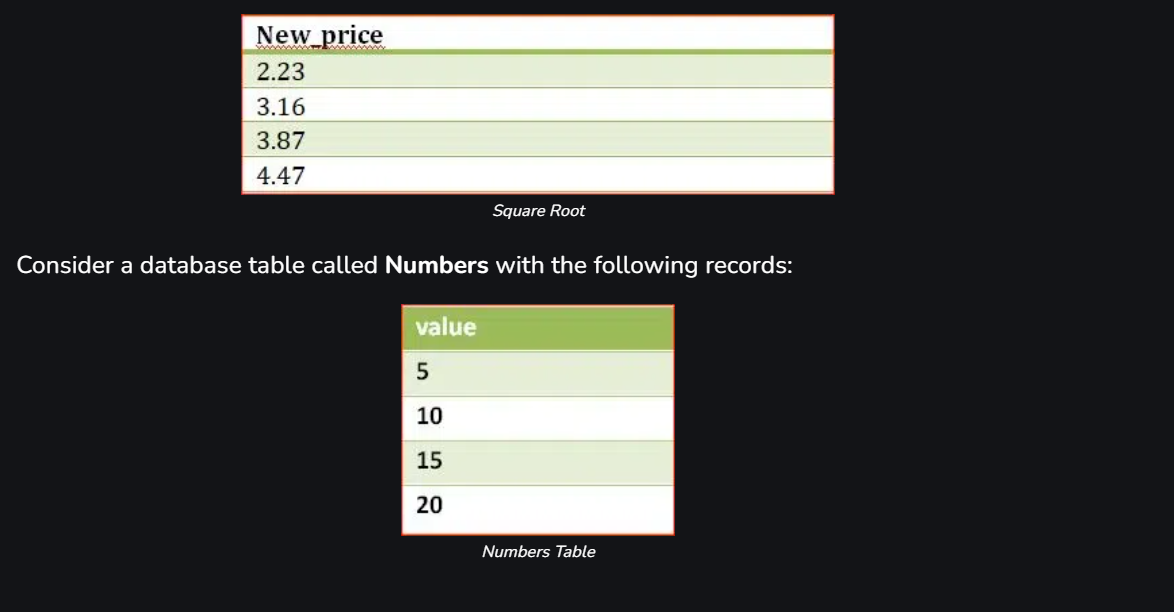 New_price
2.23
3.16
3.87
4.47
Square Root
Consider a database table called Numbers with the following records:
value
5
10
15
20
Numbers Table